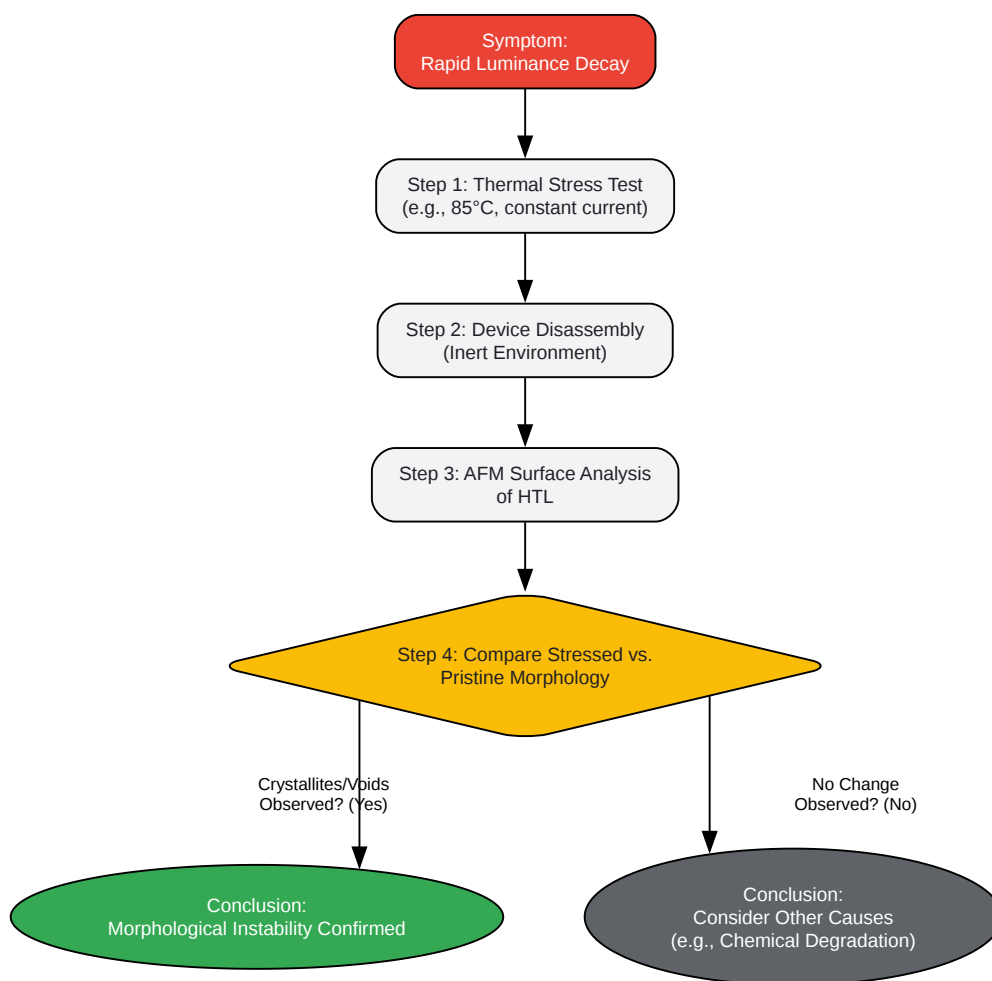 Symptom:
Rapid Luminance Decay
Step 1: Thermal Stress Test
(e.g., 85°C, constant current)
Step 2: Device Disassembly
(Inert Environment)
Step 3: AFM Surface Analysis
of HTL
Step 4: Compare Stressed vs.
Pristine Morphology
Crystallites/Voids
Observed? (Yes)
No Change
Observed? (No)
Conclusion:
Morphological Instability Confirmed
Conclusion:
Consider Other Causes
(e.g., Chemical Degradation)